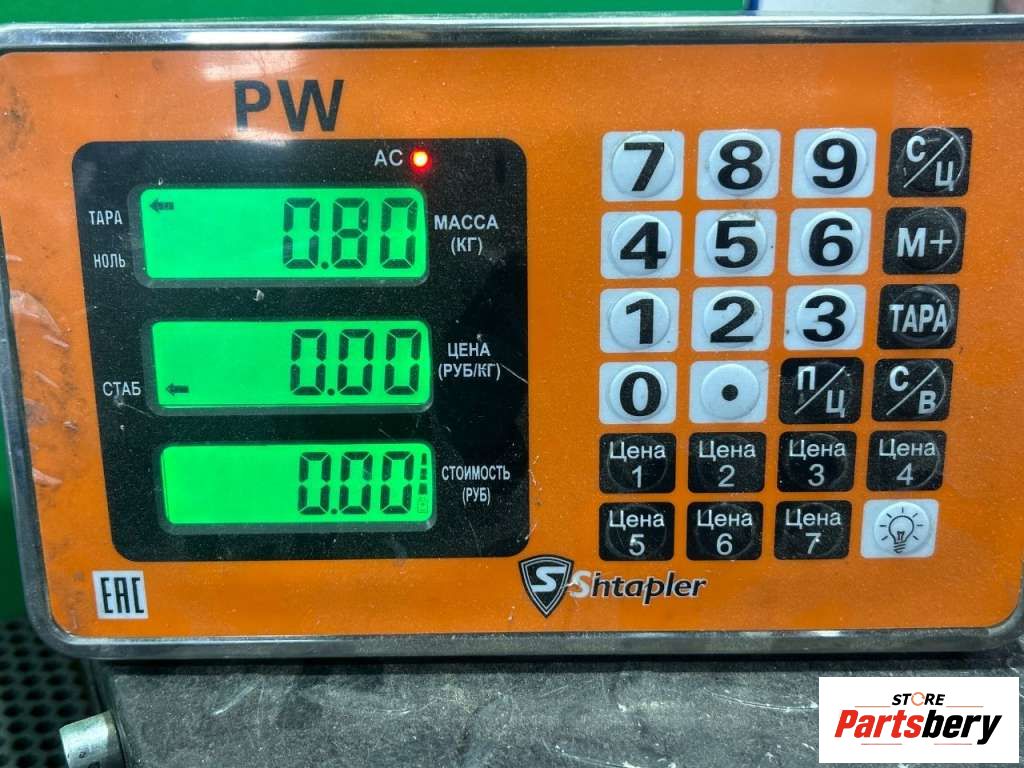 PW
AC
ТАРА
НОЛЬ
0.80
МАССА
(КГ)
СТАБ
0.00
ЦЕНА
(РУБ/КГ)
0.00
СТОИМОСТЬ
(РУБ)
7 8 9 С/Ц
4 5 6 М+
1 2 3 ТАРА
0 • П/Ц С/В
Цена 1 Цена 2 Цена 3 Цена 4
Цена 5 Цена 6 Цена 7
EAC
S-Shtapler
STORE
Partsbery